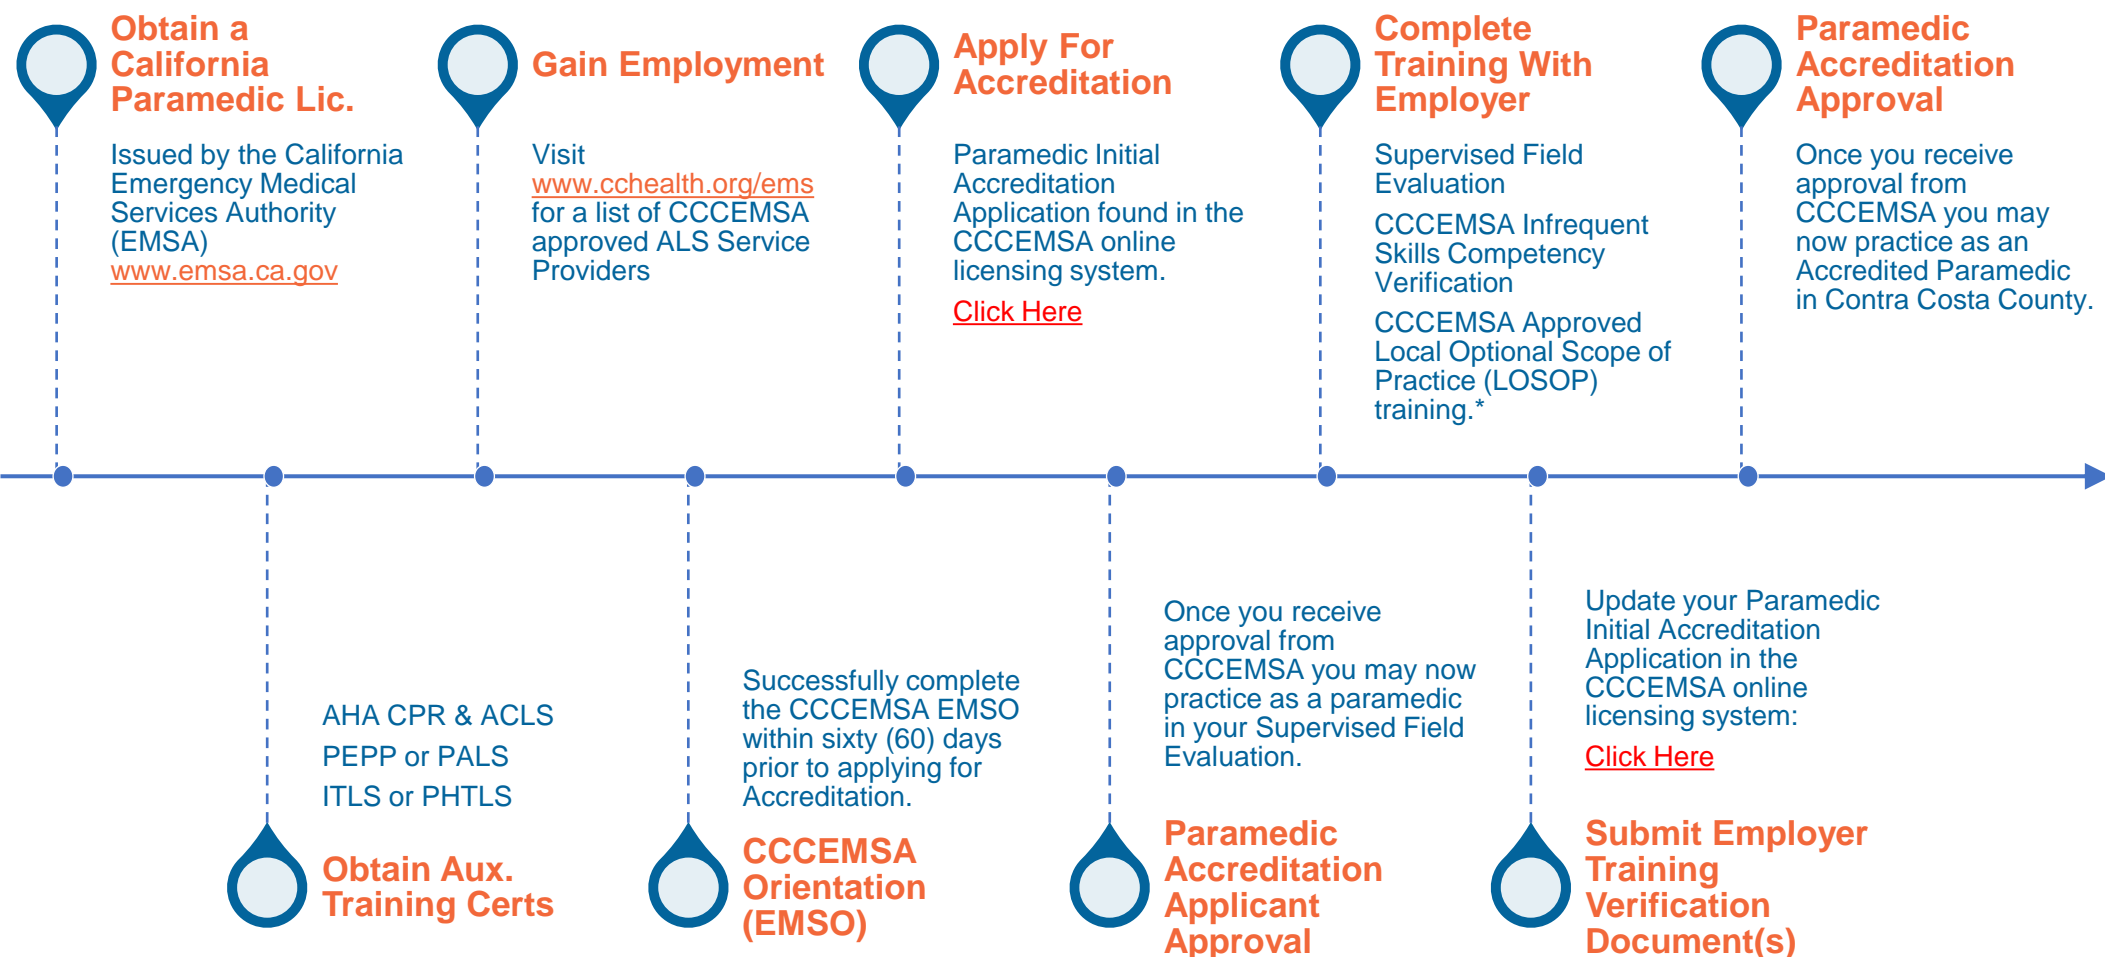 Obtain a
California
Paramedic Lic.
Issued by the California
Emergency Medical
Services Authority
(EMSA)
www.emsa.ca.gov
AHA CPR & ACLS
PEPP or PALS
ITLS or PHTLS
Obtain Aux.
Training Certs
Gain Employment
Visit
www.cchealth.org/ems
for a list of CCCEMSA
approved ALS Service
Providers
Successfully complete
the CCCEMSA EMSO
within sixty (60) days
prior to applying for
Accreditation.
CCCEMSA
Orientation
(EMSO)
Apply For
Accreditation
Paramedic Initial
Accreditation
Application found in the
CCCEMSA online
licensing system.
Click Here
Once you receive
approval from
CCCEMSA you may now
practice as a paramedic
in your Supervised Field
Evaluation.
Paramedic
Accreditation
Applicant
Approval
Complete
Training With
Employer
Supervised Field
Evaluation
CCCEMSA Infrequent
Skills Competency
Verification
CCCEMSA Approved
Local Optional Scope of
Practice (LOSOP)
training.*
Update your Paramedic
Initial Accreditation
Application in the
CCCEMSA online
licensing system:
Click Here
Submit Employer
Training
Verification
Document(s)
Paramedic
Accreditation
Approval
Once you receive
approval from
CCCEMSA you may
now practice as an
Accredited Paramedic
in Contra Costa County.